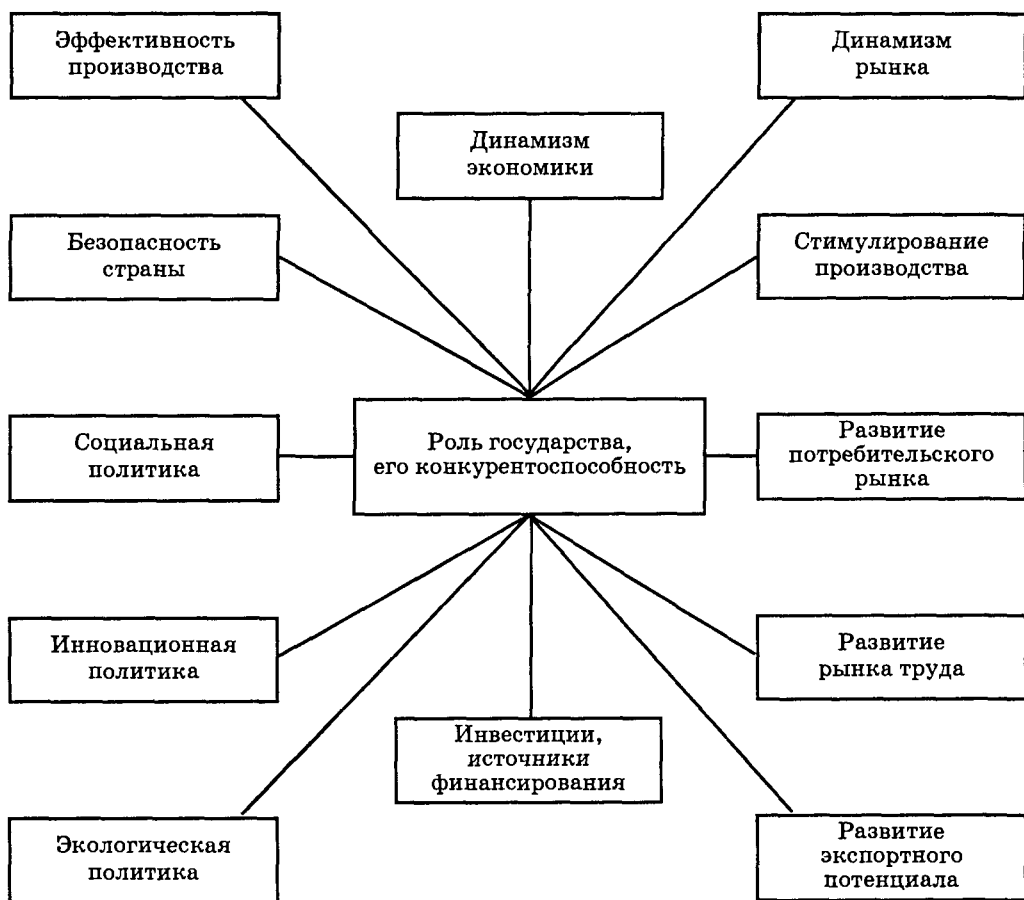 Эффективность
производства
Динамизм
рынка
Динамизм
экономики
Безопасность
страны
Стимулирование
производства
Социальная
политика
Роль государства,
его конкурентоспособность
Развитие
потребительского
рынка
Инновационная
политика
Развитие
рынка труда
Инвестиции,
источники
финансирования
Экологическая
политика
Развитие
экспортного
потенциала